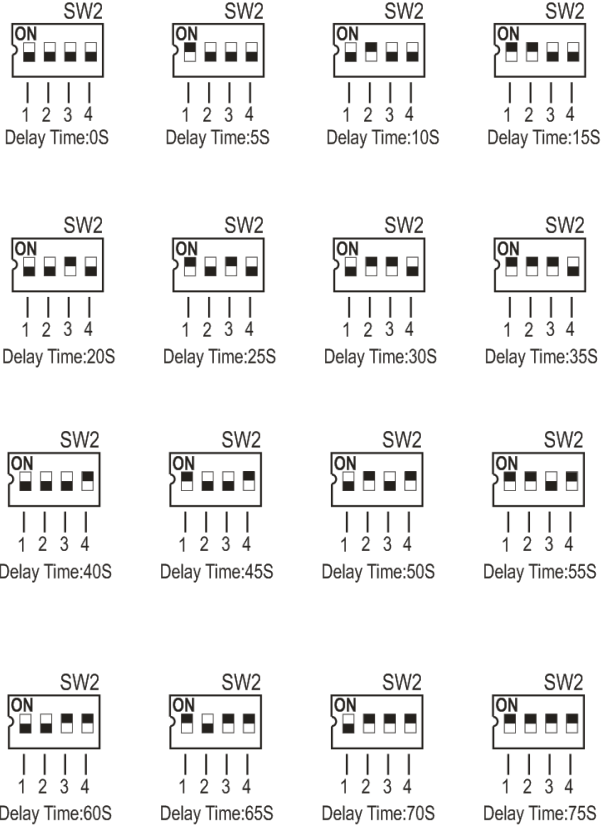 SW2 SW2 SW2 SW2
ON ON ON ON
1 2 3 4 1 2 3 4 1 2 3 4 1 2 3 4
Delay Time:0S Delay Time:5S Delay Time:10S Delay Time:15S
SW2 SW2 SW2 SW2
ON ON ON ON
1 2 3 4 1 2 3 4 1 2 3 4 1 2 3 4
Delay Time:20S Delay Time:25S Delay Time:30S Delay Time:35S
SW2 SW2 SW2 SW2
ON ON ON ON
1 2 3 4 1 2 3 4 1 2 3 4 1 2 3 4
Delay Time:40S Delay Time:45S Delay Time:50S Delay Time:55S
SW2 SW2 SW2 SW2
ON ON ON ON
1 2 3 4 1 2 3 4 1 2 3 4 1 2 3 4
Delay Time:60S Delay Time:65S Delay Time:70S Delay Time:75S